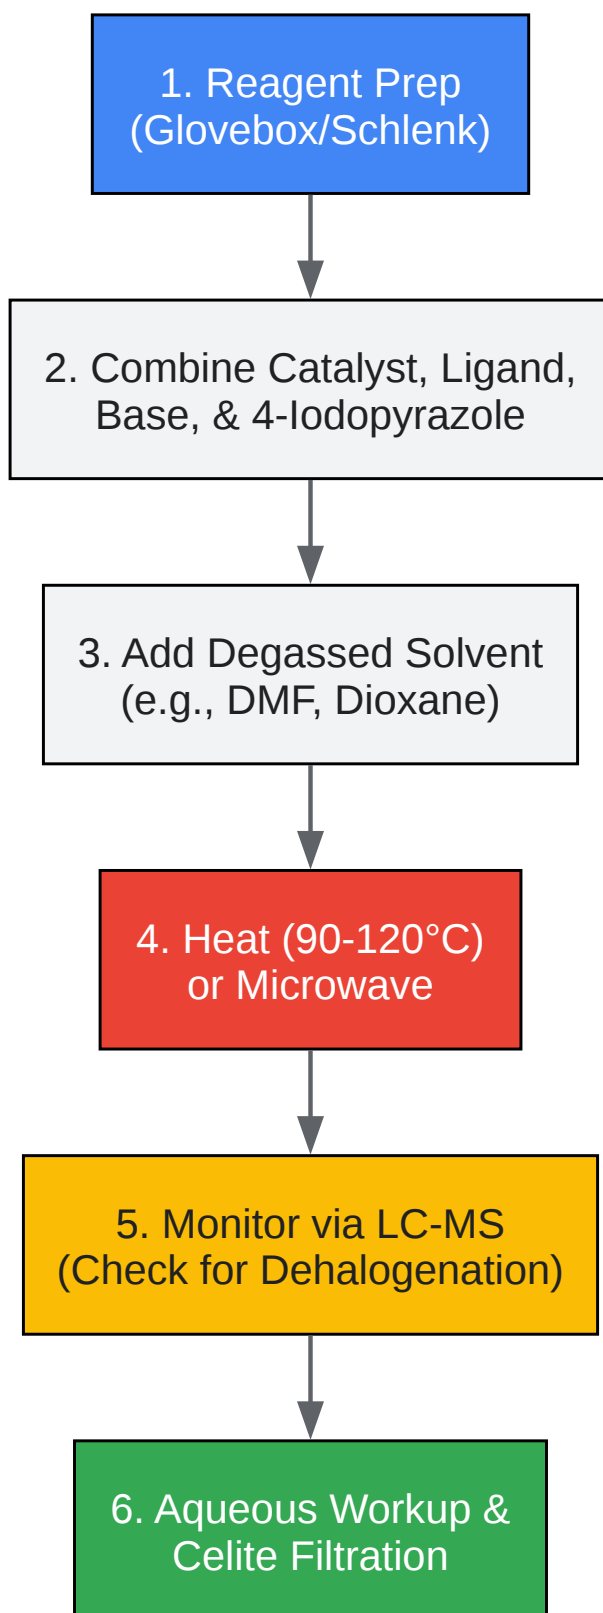 1. Reagent Prep
(Glovebox/Schlenk)
2. Combine Catalyst, Ligand,
Base, & 4-Iodopyrazole
3. Add Degassed Solvent
(e.g., DMF, Dioxane)
4. Heat (90-120°C)
or Microwave
5. Monitor via LC-MS
(Check for Dehalogenation)
6. Aqueous Workup &
Celite Filtration